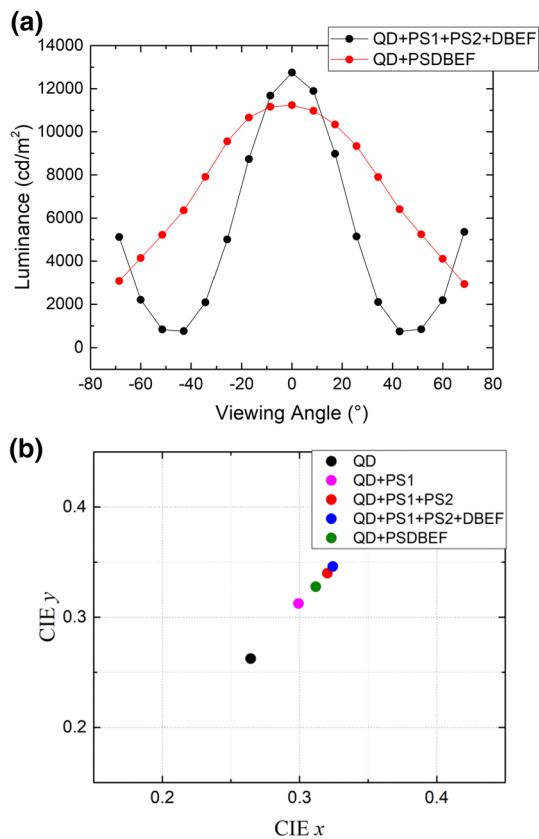 (a)
QD+PS1+PS2+DBEF
QD+PSDBEF
14000
12000
10000
8000
6000
4000
2000
0
Luminance (cd/m²)
-80 -60 -40 -20 0 20 40 60 80
Viewing Angle (°)
(b)
QD
QD+PS1
QD+PS1+PS2
QD+PS1+PS2+DBEF
QD+PSDBEF
0.4
0.3
0.2
CIE y
0.2 0.3 0.4
CIE x